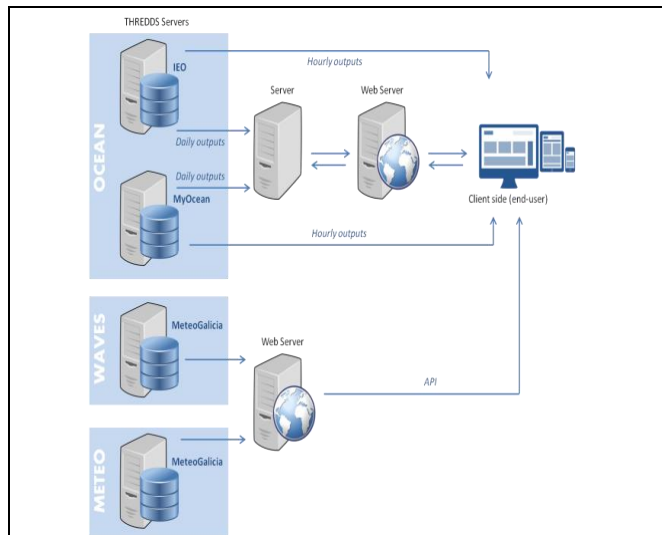 THREDDS Servers
OCEAN
IEO
Hourly outputs
Server
Web Server
Daily outputs
Daily outputs
MyOcean
Client side (end-user)
Hourly outputs
WAVES
MeteoGalicia
Web Server
API
METEO
MeteoGalicia